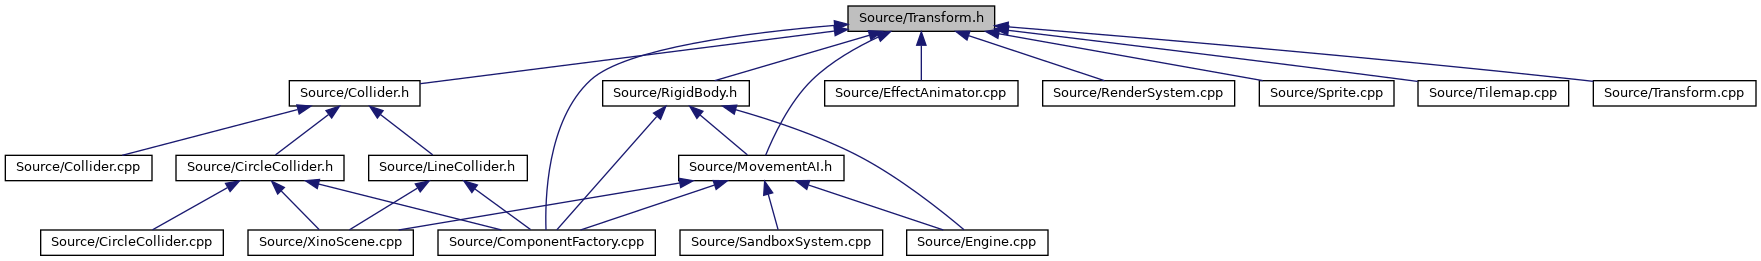 Source/Transform.h
Source/Collider.h
Source/RigidBody.h
Source/EffectAnimator.cpp
Source/RenderSystem.cpp
Source/Sprite.cpp
Source/Tilemap.cpp
Source/Transform.cpp
Source/Collider.cpp
Source/CircleCollider.h
Source/LineCollider.h
Source/MovementAI.h
Source/CircleCollider.cpp
Source/XinoScene.cpp
Source/ComponentFactory.cpp
Source/SandboxSystem.cpp
Source/Engine.cpp